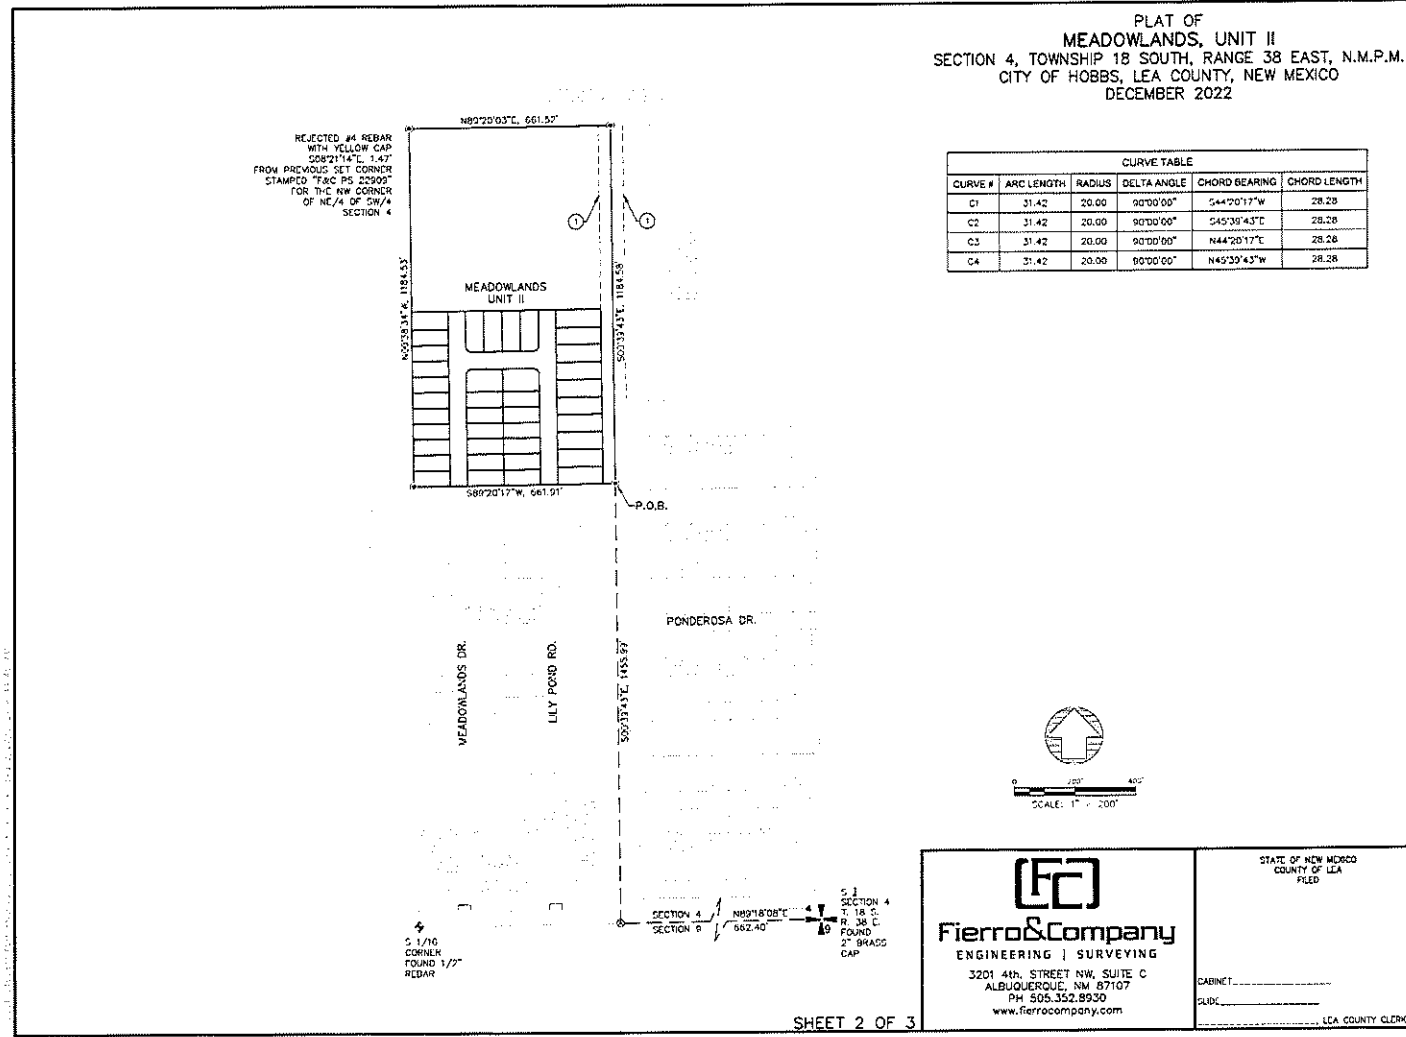 PLAT OF
MEADOWLANDS, UNIT II
SECTION 4, TOWNSHIP 18 SOUTH, RANGE 38 EAST, N.M.P.M.
CITY OF HOBBS, LEA COUNTY, NEW MEXICO
DECEMBER 2022
N89°20'03"E, 661.57'
REJECTED #4 REBAR
WITH YELLOW CAP
S08°21'14"E, 1.47'
FROM PREVIOUS SET CORNER
STAMPED "F&C PS 22909"
FOR THE NW CORNER
OF NE/4 OF SW/4
SECTION 4
1
1
CURVE TABLE
CURVE # ARC LENGTH RADIUS DELTA ANGLE CHORD BEARING CHORD LENGTH
C1 31.42 20.00 90°00'00" S44°20'17"W 28.28
C2 31.42 20.00 90°00'00" S45°39'43"E 28.28
C3 31.42 20.00 90°00'00" N44°20'17"E 28.28
C4 31.42 20.00 90°00'00" N45°39'43"W 28.28
N00°38'34"W, 1184.53'
S00°39'43"E, 1184.58'
MEADOWLANDS
UNIT II
S89°20'17"W, 661.91'
P.O.B.
PONDEROSA DR.
MEADOWLANDS DR.
LILY POND RD.
S00°39'43"E, 1455.99'
0 200' 400'
SCALE: 1" = 200'
SECTION 4
SECTION 9
N89°18'08"E
662.40'
4
9
SECTION 4
T. 18 S.
R. 38 E.
FOUND
2" BRASS
CAP
S 1/16
CORNER
FOUND 1/2"
REBAR
FC
Fierro&Company
ENGINEERING | SURVEYING
3201 4th. STREET NW, SUITE C
ALBUQUERQUE, NM 87107
PH 505.352.8930
www.fierrocompany.com
STATE OF NEW MEXICO
COUNTY OF LEA
FILED
CABINET
SLIDE
, LEA COUNTY CLERK
SHEET 2 OF 3